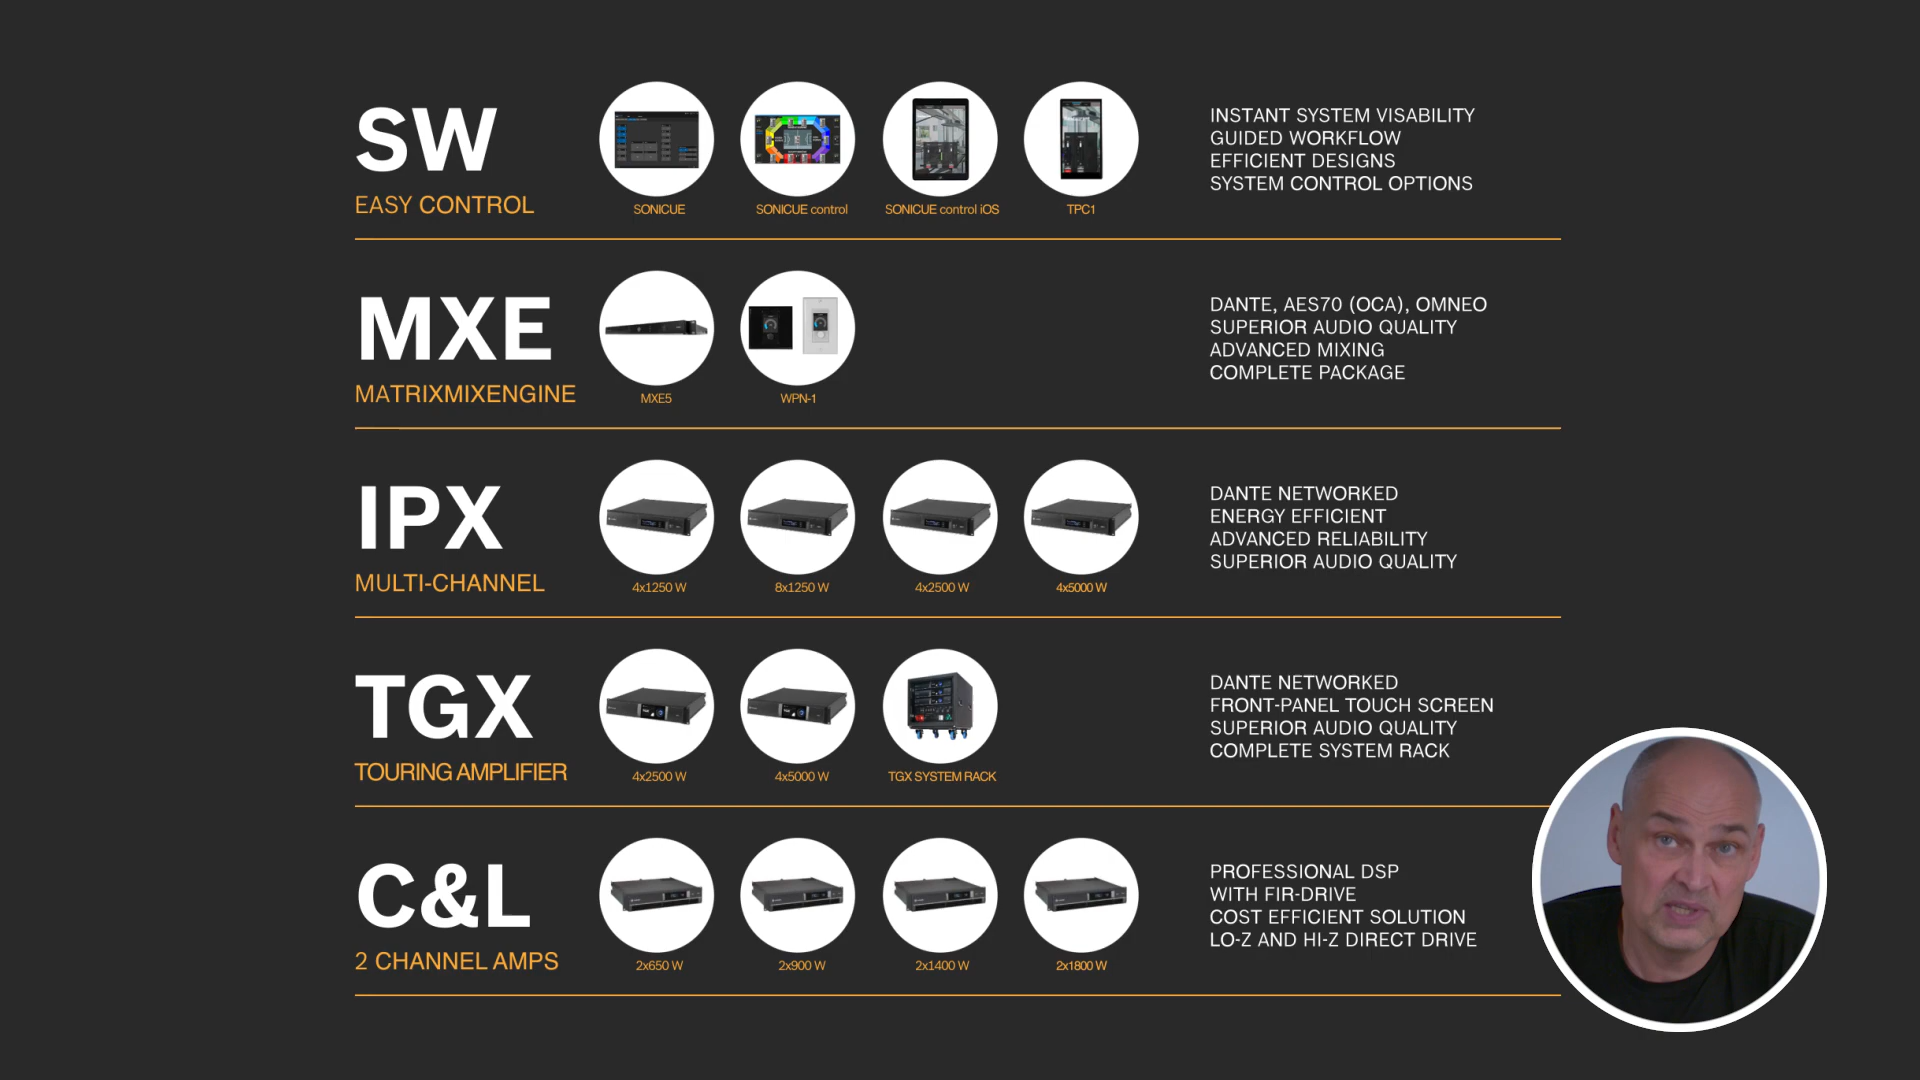 SW
EASY CONTROL
SONICUE
SONICUE control
SONICUE control iOS
TPC1
INSTANT SYSTEM VISABILITY
GUIDED WORKFLOW
EFFICIENT DESIGNS
SYSTEM CONTROL OPTIONS
MXE
MATRIXMIXENGINE
MXE5
WPN-1
DANTE, AES70 (OCA), OMNEO
SUPERIOR AUDIO QUALITY
ADVANCED MIXING
COMPLETE PACKAGE
IPX
MULTI-CHANNEL
4x1250 W
8x1250 W
4x2500 W
4x5000 W
DANTE NETWORKED
ENERGY EFFICIENT
ADVANCED RELIABILITY
SUPERIOR AUDIO QUALITY
TGX
TOURING AMPLIFIER
4x2500 W
4x5000 W
TGX SYSTEM RACK
DANTE NETWORKED
FRONT-PANEL TOUCH SCREEN
SUPERIOR AUDIO QUALITY
COMPLETE SYSTEM RACK
C&L
2 CHANNEL AMPS
2x650 W
2x900 W
2x1400 W
2x1800 W
PROFESSIONAL DSP
WITH FIR-DRIVE
COST EFFICIENT SOLUTION
LO-Z AND HI-Z DIRECT DRIVE